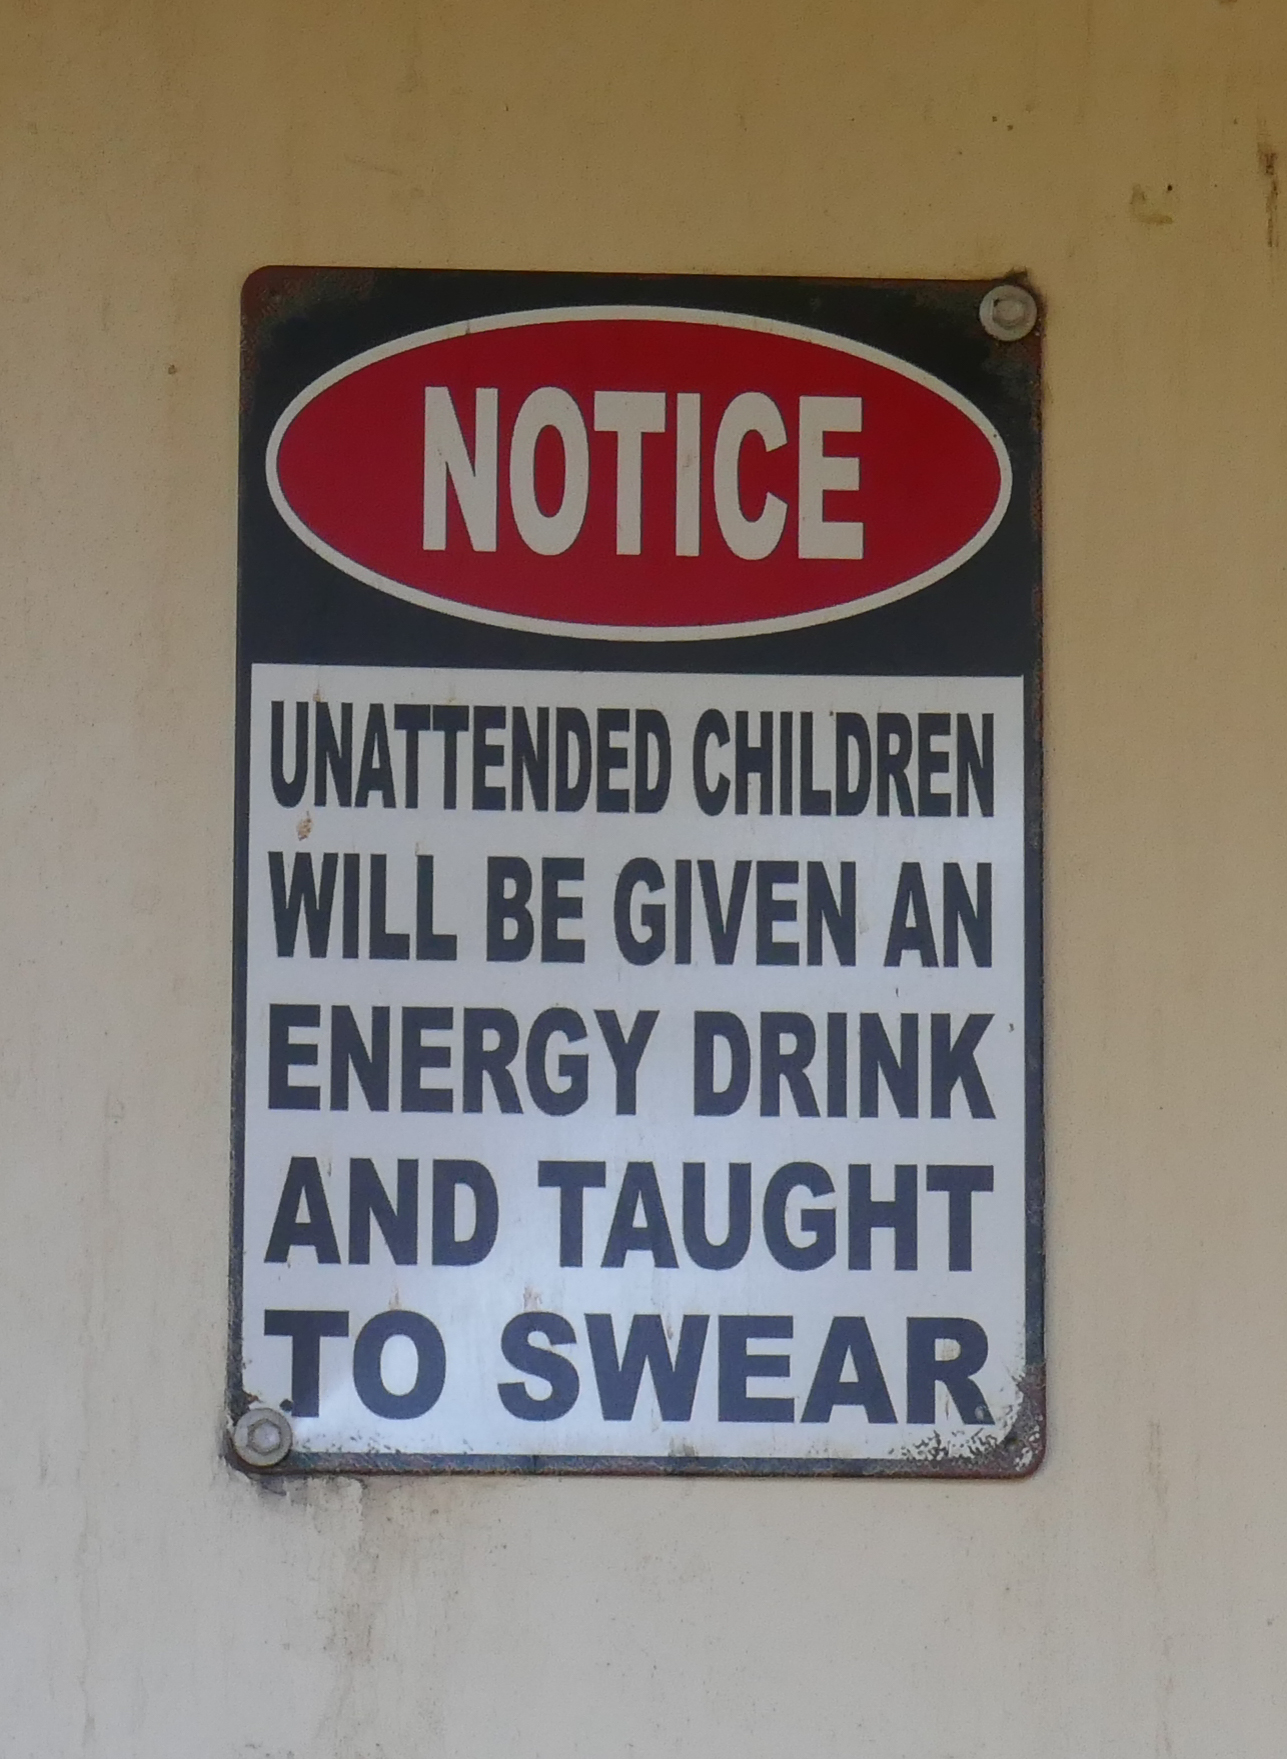 NOTICE
UNATTENDED CHILDREN
WILL BE GIVEN AN
ENERGY DRINK
AND TAUGHT
TO SWEAR